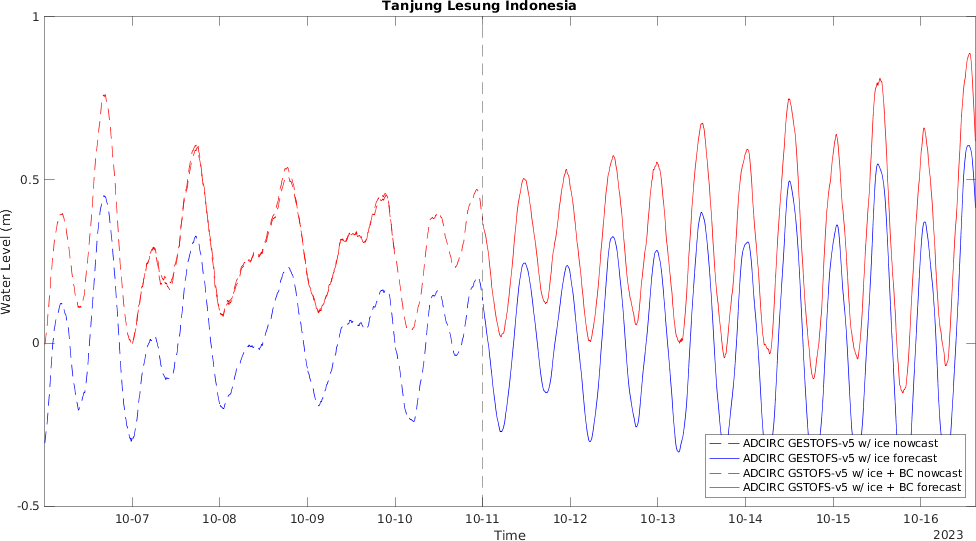 Tanjung Lesung Indonesia
1
0.5
0
-0.5
Water Level (m)
10-07 10-08 10-09 10-10 10-11 10-12 10-13 10-14 10-15 10-16
Time
2023
ADCIRC GESTOFS-v5 w/ ice nowcast
ADCIRC GESTOFS-v5 w/ ice forecast
ADCIRC GSTOFS-v5 w/ ice + BC nowcast
ADCIRC GSTOFS-v5 w/ ice + BC forecast